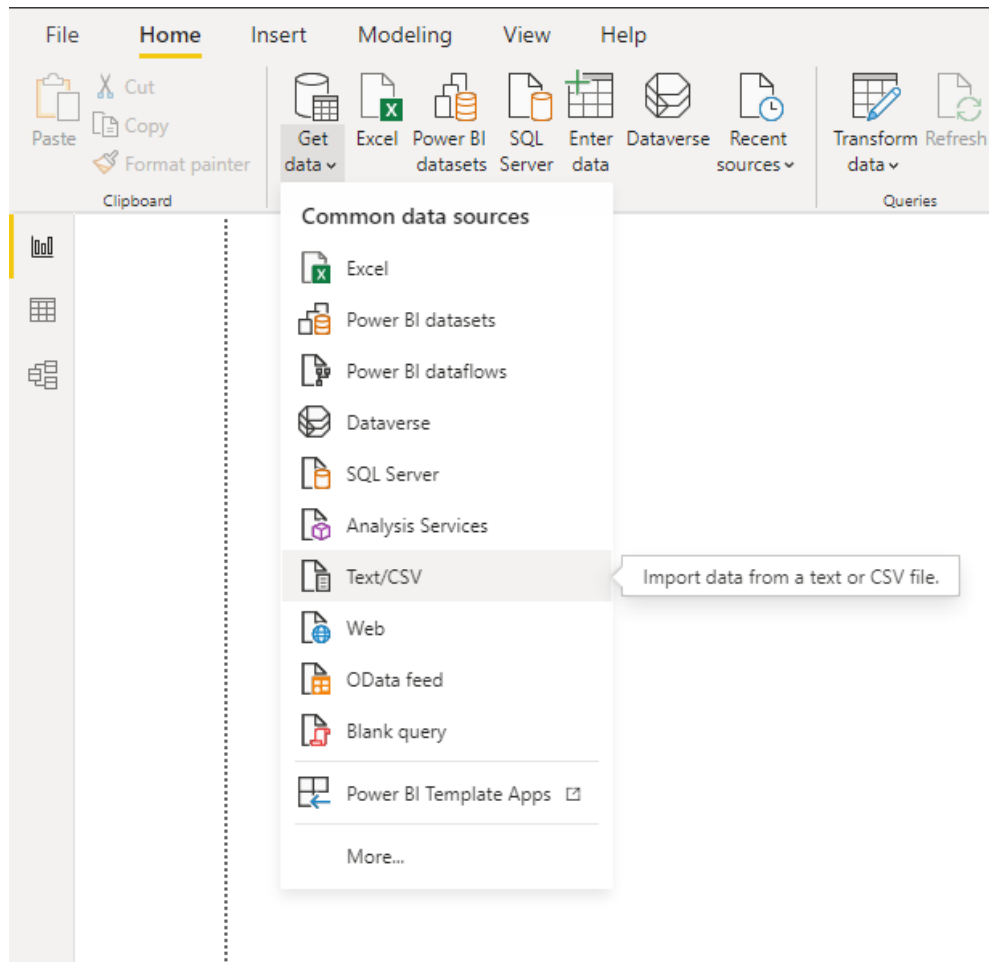 File Home Insert Modeling View Help
Cut
Copy
Format painter
Paste
Clipboard
Get data
Excel
Power BI datasets
SQL Server
Enter data
Dataverse
Recent sources
Transform data
Refresh
Queries
Common data sources
Excel
Power BI datasets
Power BI dataflows
Dataverse
SQL Server
Analysis Services
Text/CSV
Import data from a text or CSV file.
Web
OData feed
Blank query
Power BI Template Apps
More...